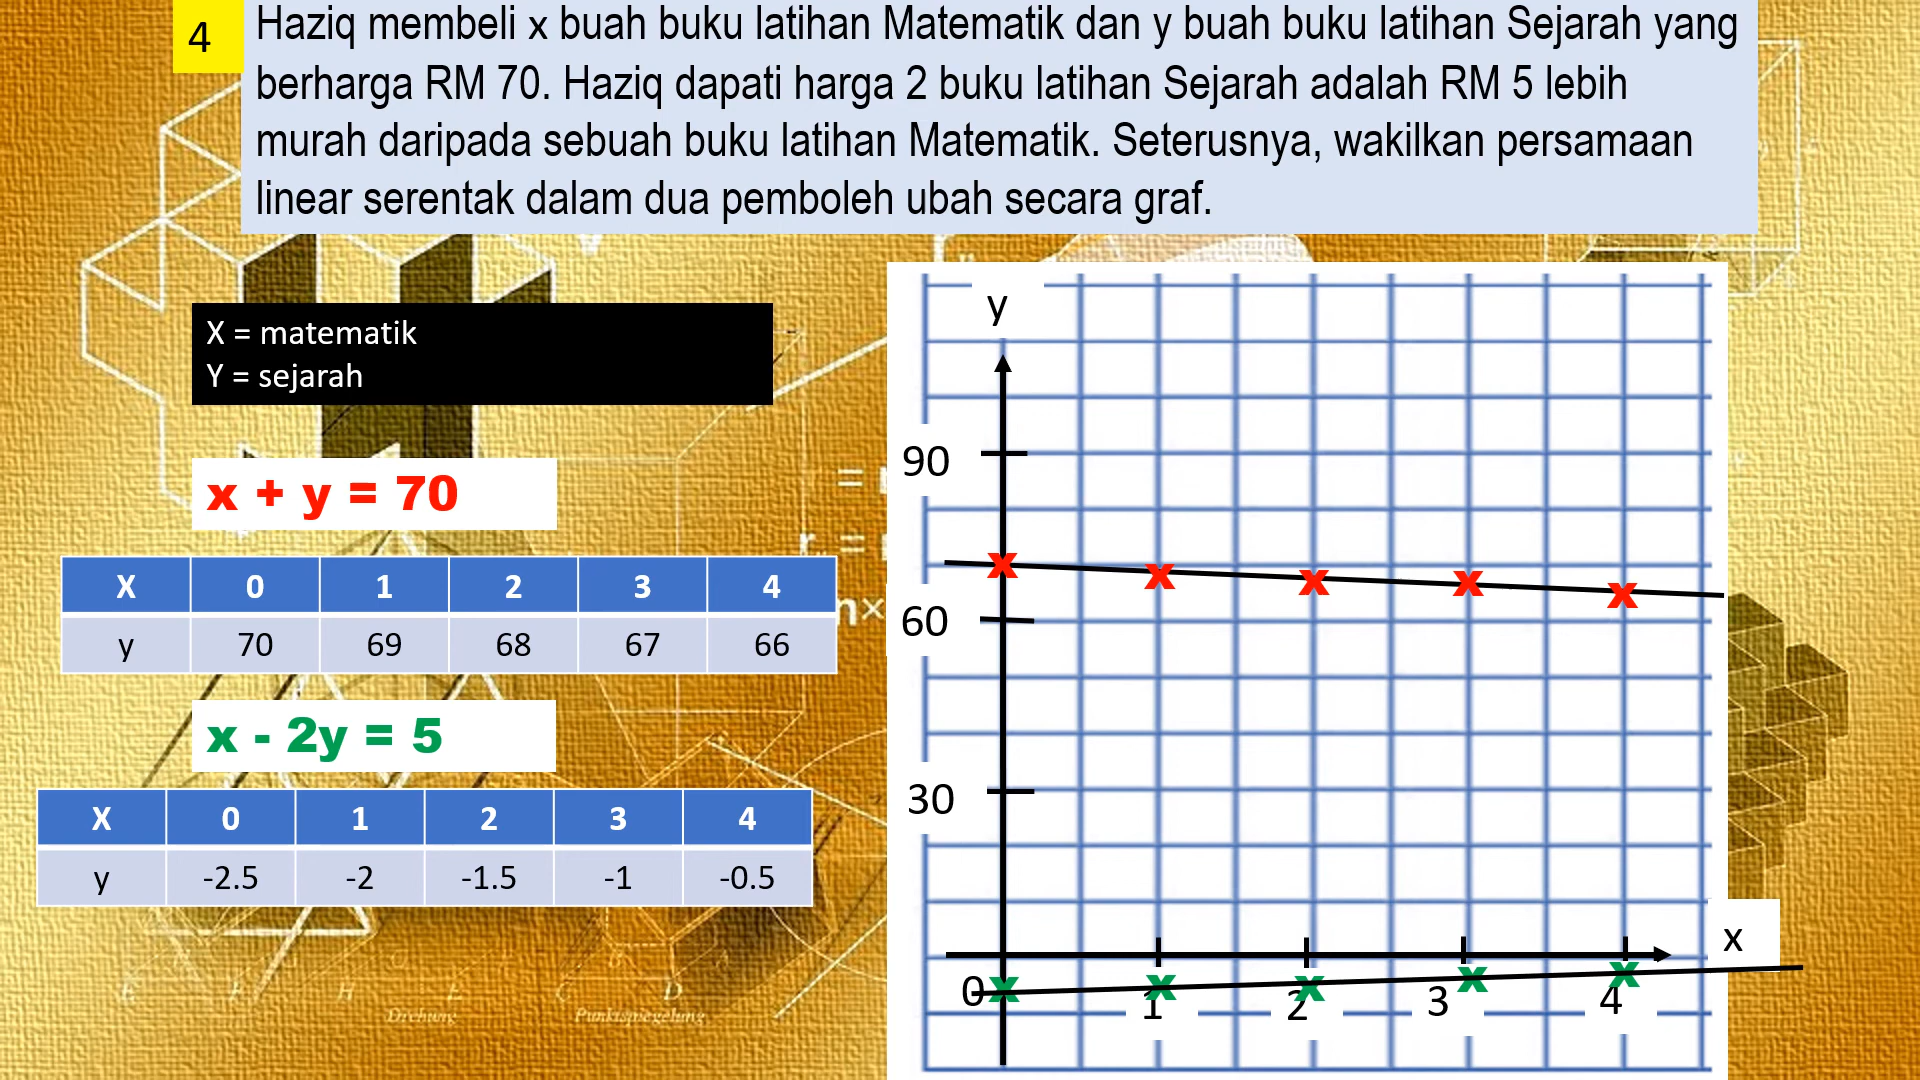 4
Haziq membeli x buah buku latihan Matematik dan y buah buku latihan Sejarah yang
berharga RM 70. Haziq dapati harga 2 buku latihan Sejarah adalah RM 5 lebih
murah daripada sebuah buku latihan Matematik. Seterusnya, wakilkan persamaan
linear serentak dalam dua pemboleh ubah secara graf.
X = matematik
Y = sejarah
x + y = 70
X 0 1 2 3 4
y 70 69 68 67 66
x - 2y = 5
X 0 1 2 3 4
y -2.5 -2 -1.5 -1 -0.5
y
90
60
30
x
0 1 2 3 4
E F H E C D
Drehung
Punktspiegelung